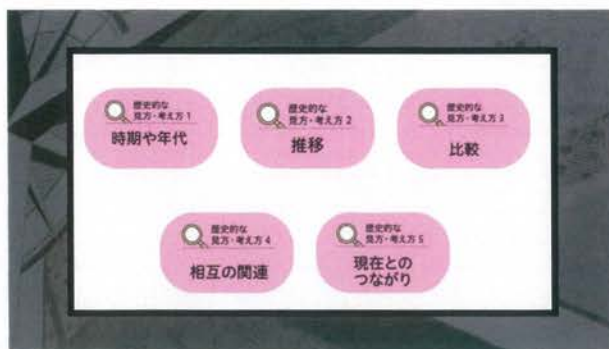 歴史的な
見方・考え方 1
時期や年代
歴史的な
見方・考え方 2
推移
歴史的な
見方・考え方 3
比較
歴史的な
見方・考え方 4
相互の関連
歴史的な
見方・考え方 5
現在との
つながり